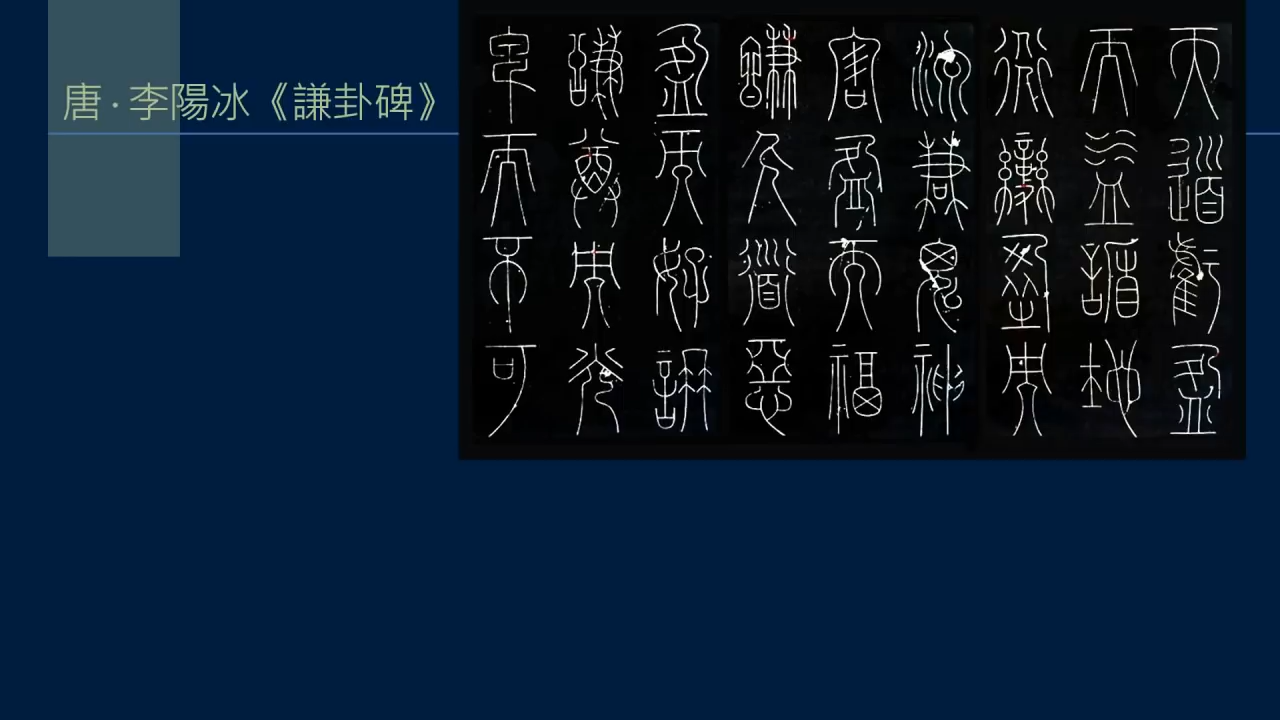 唐·李陽冰《謙卦碑》
天道虧盈
而益謙地
道變盈而
流謙鬼神
害盈而福
謙人道惡
盈而好謙
謙尊而光
卑而不可